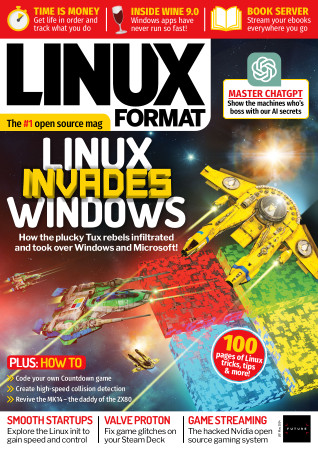 TIME IS MONEY
Get life in order and
track what you do
INSIDE WINE 9.0
Windows apps have
never run so fast!
BOOK SERVER
Stream your ebooks
everywhere you go
LINUX
FORMAT
The #1 open source mag
MASTER CHATGPT
Show the machines who's
boss with our AI secrets
LINUX
INVADES
WINDOWS
How the plucky Tux rebels infiltrated
and took over Windows and Microsoft!
100
pages of Linux
tricks, tips
& more!
PLUS: HOW TO
Code your own Countdown game
Create high-speed collision detection
Revive the MK14 – the daddy of the ZX80
SMOOTH STARTUPS
Explore the Linux init to
gain speed and control
VALVE PROTON
Fix game glitches on
your Steam Deck
GAME STREAMING
The hacked Nvidia open
source gaming system
FUTURE